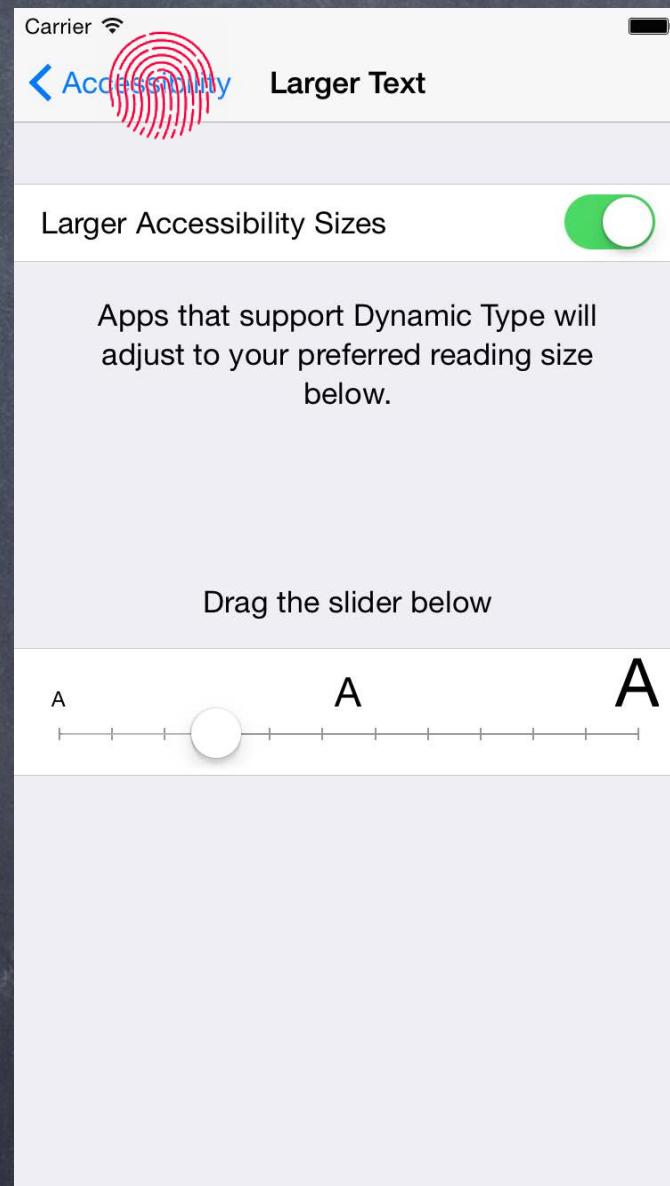 Carrier
Accessibility Larger Text
Larger Accessibility Sizes
Apps that support Dynamic Type will
adjust to your preferred reading size
below.
Drag the slider below
A A A